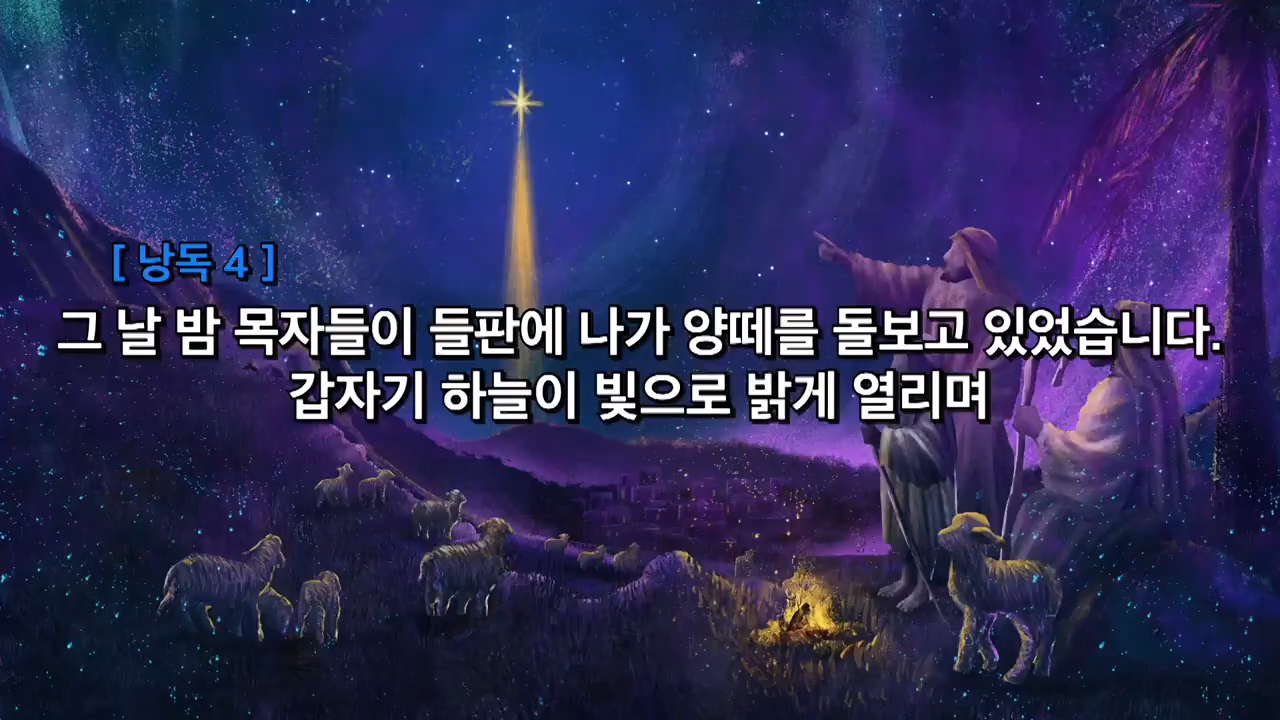 [ 낭독 4 ]
그 날 밤 목자들이 들판에 나가 양떼를 돌보고 있었습니다.
갑자기 하늘이 빛으로 밝게 열리며